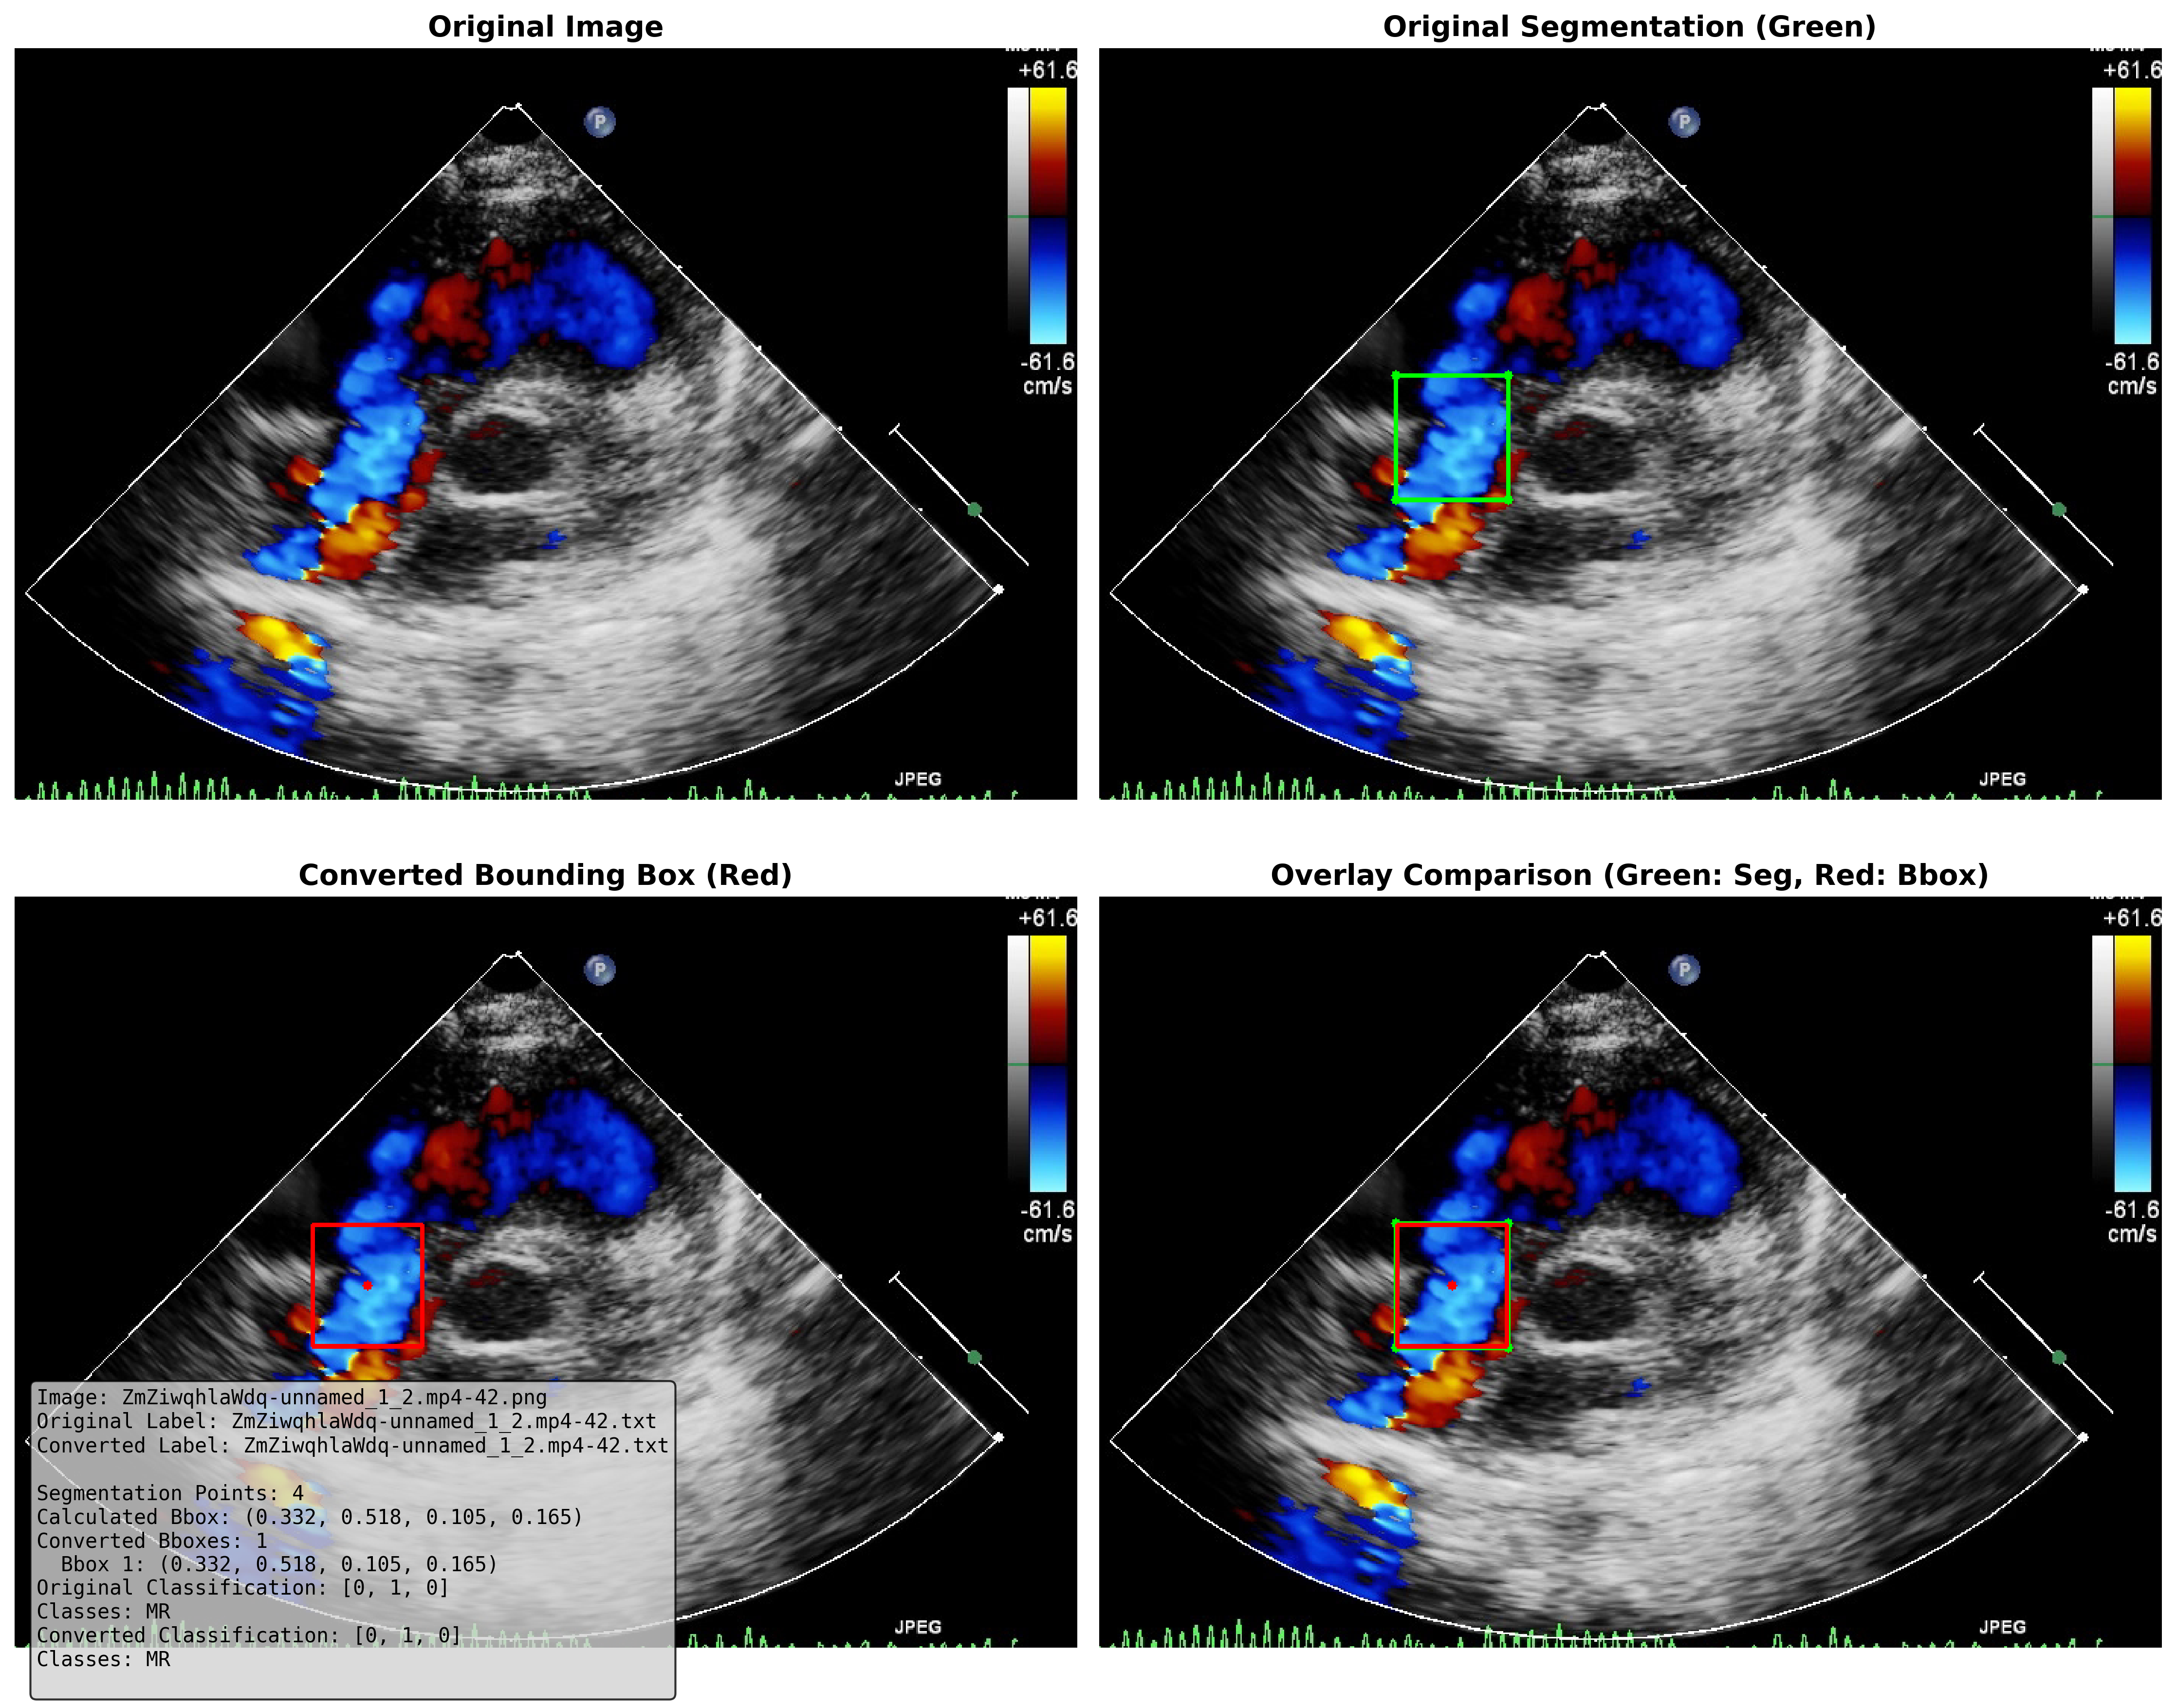 Original Image
Original Segmentation (Green)
+61.6
-61.6
cm/s
P
JPEG
+61.6
-61.6
cm/s
P
JPEG
Converted Bounding Box (Red)
Overlay Comparison (Green: Seg, Red: Bbox)
+61.6
-61.6
cm/s
P
JPEG
+61.6
-61.6
cm/s
P
JPEG
Image: ZmZiwqhlaWdq-unnamed_1_2.mp4-42.png
Original Label: ZmZiwqhlaWdq-unnamed_1_2.mp4-42.txt
Converted Label: ZmZiwqhlaWdq-unnamed_1_2.mp4-42.txt
Segmentation Points: 4
Calculated Bbox: (0.332, 0.518, 0.105, 0.165)
Converted Bboxes: 1
Bbox 1: (0.332, 0.518, 0.105, 0.165)
Original Classification: [0, 1, 0]
Classes: MR
Converted Classification: [0, 1, 0]
Classes: MR